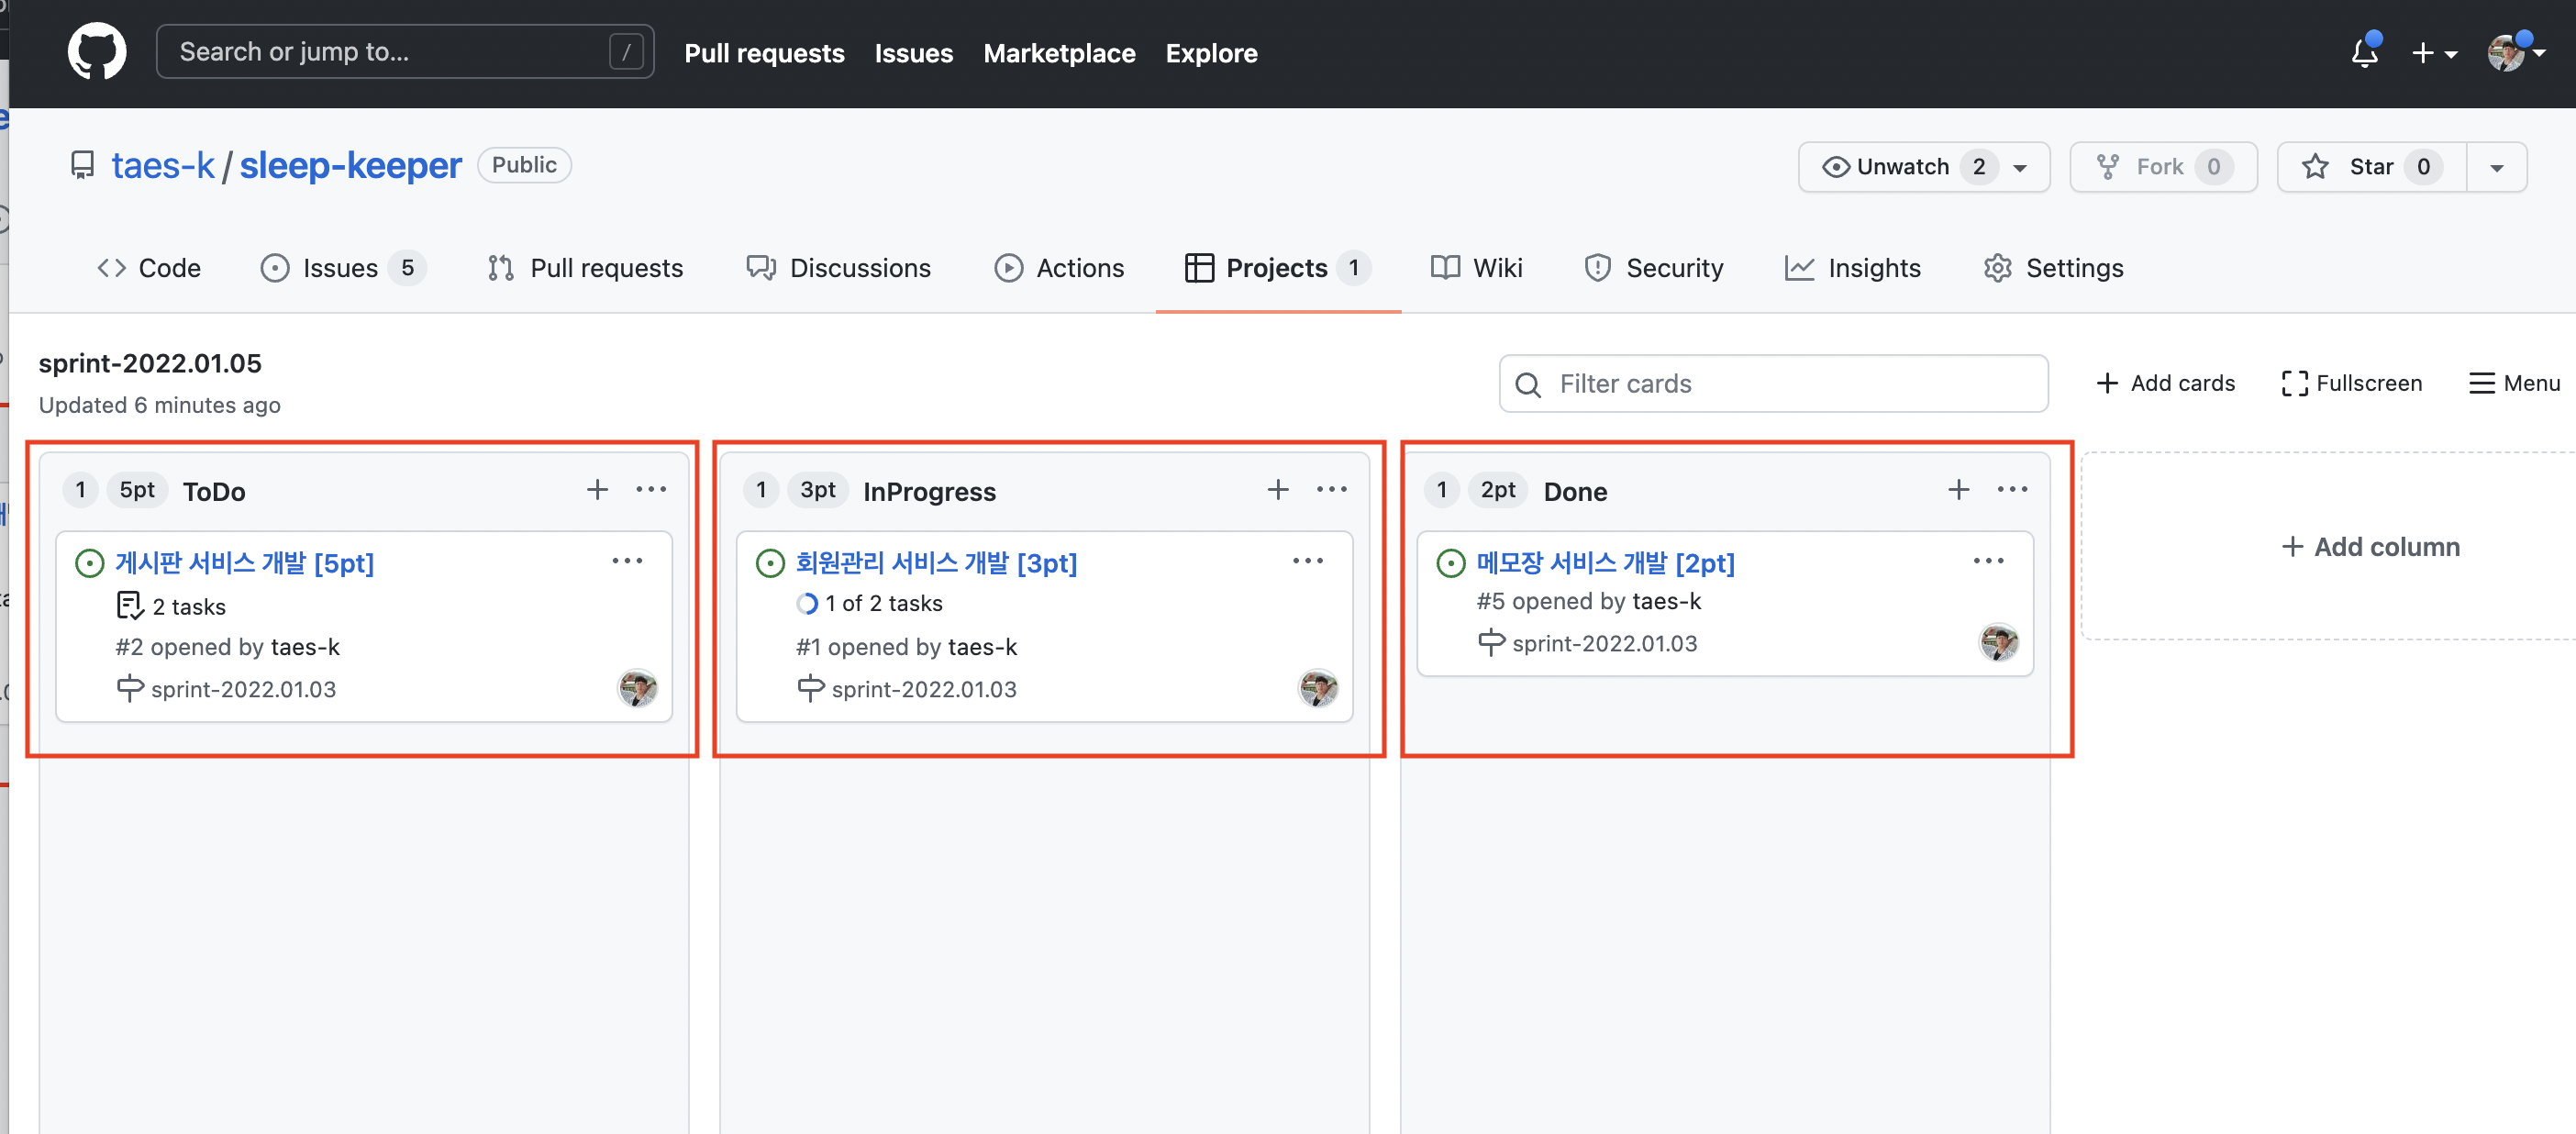 Search or jump to... /
Pull requests Issues Marketplace Explore
taes-k / sleep-keeper Public
Unwatch 2 Fork 0 Star 0
Code Issues 5 Pull requests Discussions Actions Projects 1 Wiki Security Insights Settings
sprint-2022.01.05
Updated 6 minutes ago
Filter cards
Add cards Fullscreen Menu
1 5pt ToDo
게시판 서비스 개발 [5pt]
2 tasks
#2 opened by taes-k
sprint-2022.01.03
1 3pt InProgress
회원관리 서비스 개발 [3pt]
1 of 2 tasks
#1 opened by taes-k
sprint-2022.01.03
1 2pt Done
메모장 서비스 개발 [2pt]
#5 opened by taes-k
sprint-2022.01.03
Add column